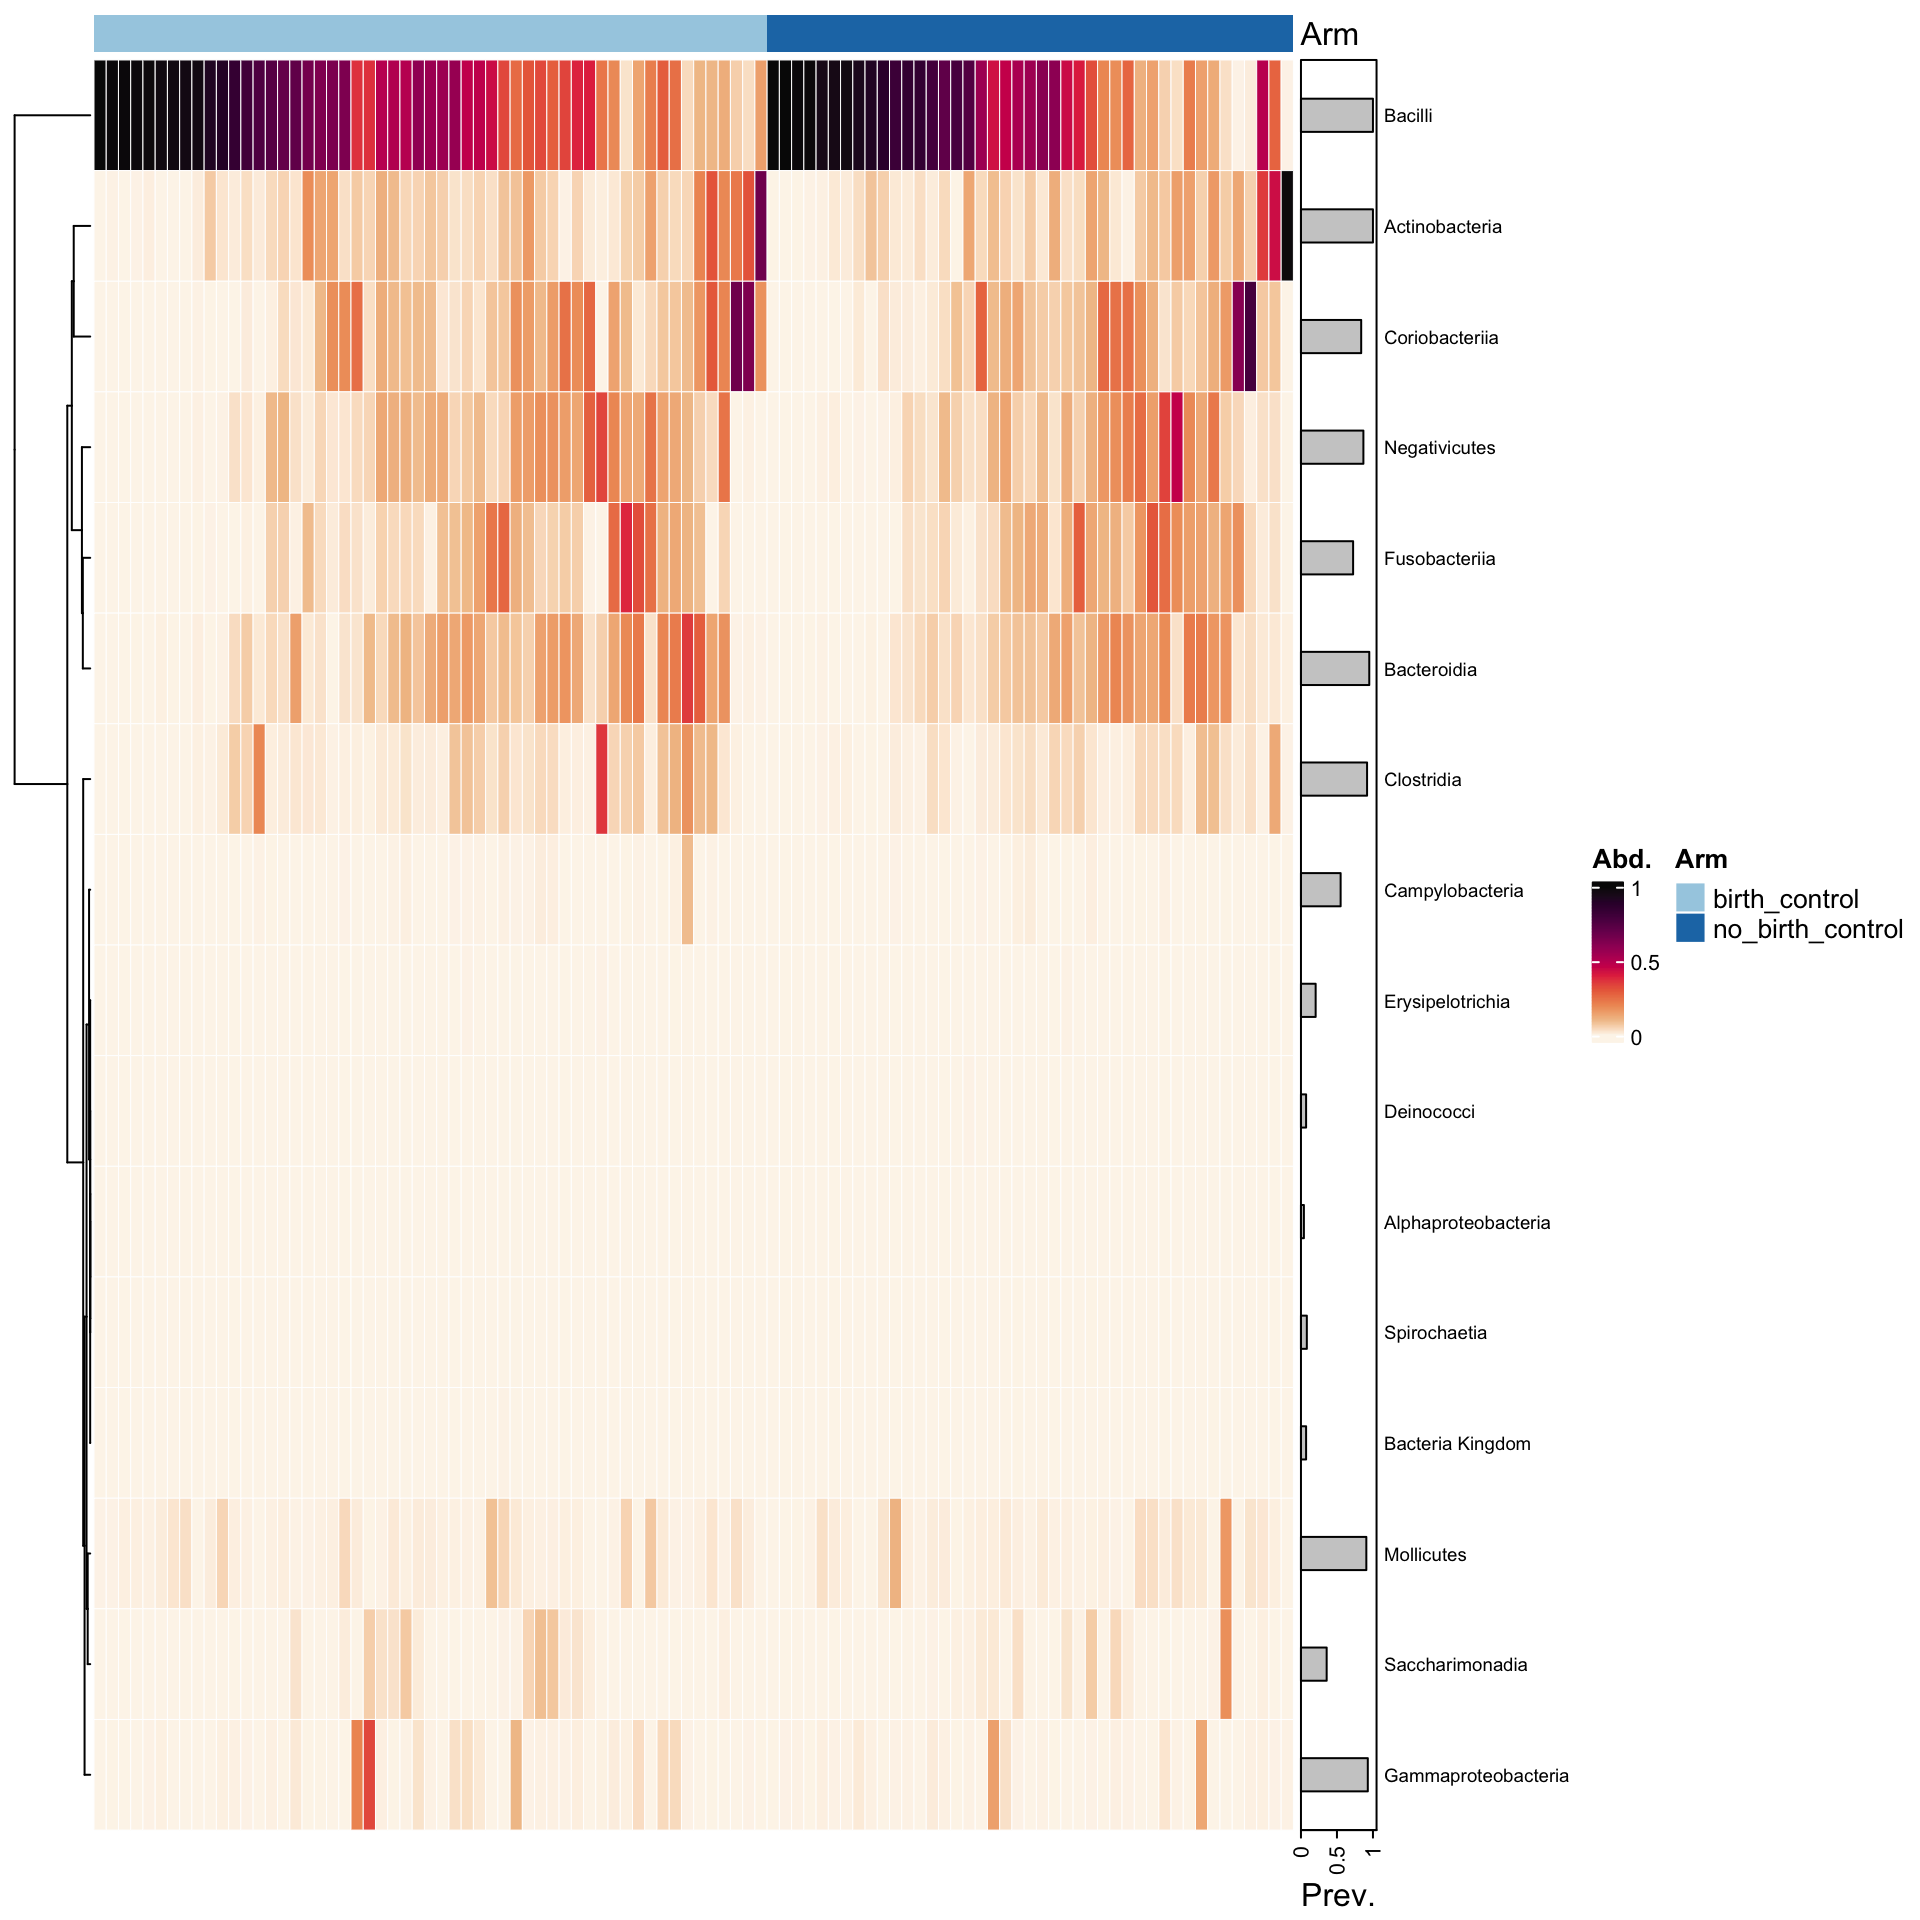 Arm
Bacilli
Actinobacteria
Coriobacteriia
Negativicutes
Fusobacteriia
Bacteroidia
Clostridia
Campylobacteria
Erysipelotrichia
Deinococci
Alphaproteobacteria
Spirochaetia
Bacteria Kingdom
Mollicutes
Saccharimonadia
Gammaproteobacteria
0
0.5
1
Prev.
Abd.
1
0.5
0
Arm
birth_control
no_birth_control